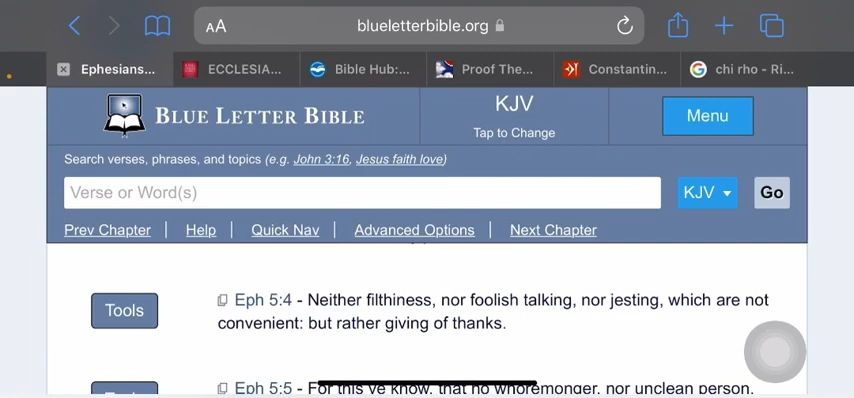 AA blueletterbible.org
Ephesians... ECCLESIA... Bible Hub:... Proof The... Constantin... chi rho - Ri...
BLUE LETTER BIBLE KJV Menu
Tap to Change
Search verses, phrases, and topics (e.g. John 3:16, Jesus faith love)
Verse or Word(s) KJV Go
Prev Chapter | Help | Quick Nav | Advanced Options | Next Chapter
Tools Eph 5:4 - Neither filthiness, nor foolish talking, nor jesting, which are not
convenient: but rather giving of thanks.
Eph 5:5 - For this ye know, that no whoremonger, nor unclean person,